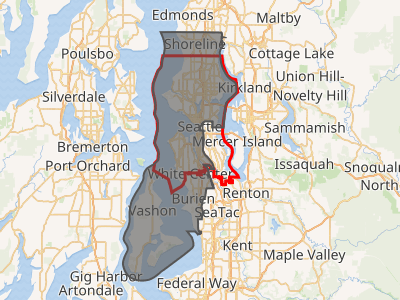 Edmonds
Maltby
Poulsbo
Shoreline
Cottage Lake
Kirkland
Union Hill-
Novelty Hill
Silverdale
Seattle
Sammamish
Bremerton
Mercer Island
Port Orchard
Issaquah
Snoqualm
North
White Center
Renton
Vashon
Burien
SeaTac
Kent
Maple Valley
Gig Harbor
Artondale
Federal Way